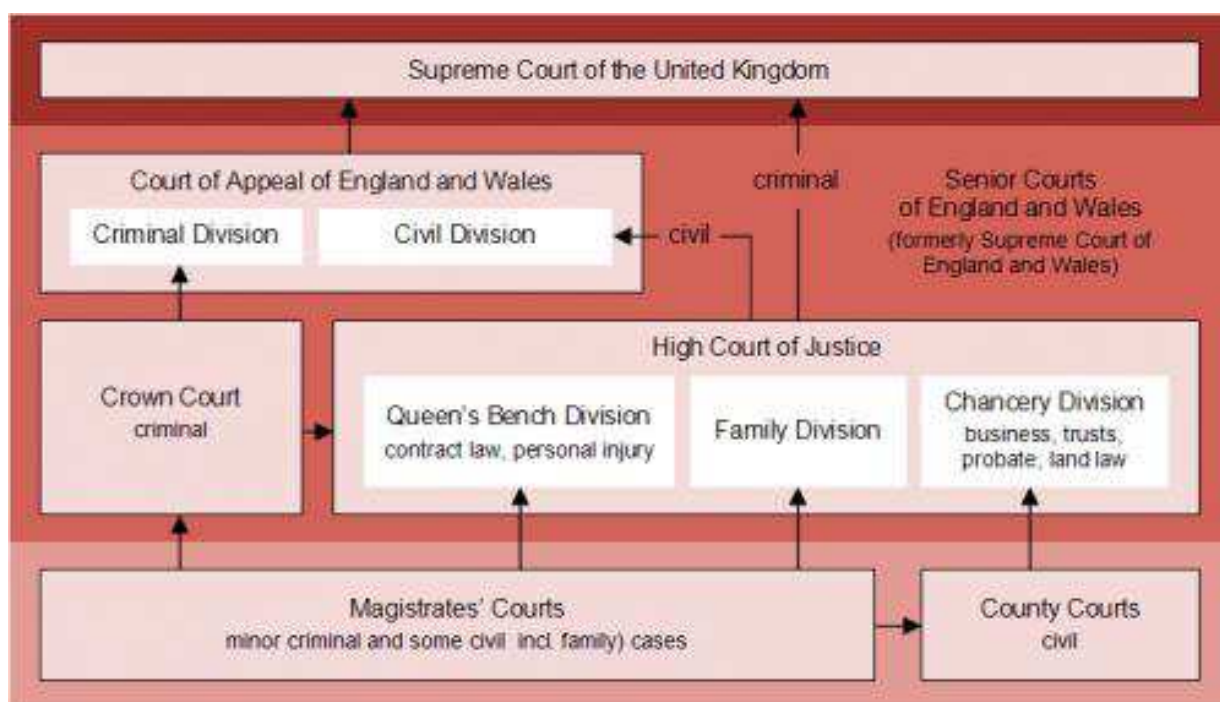 Supreme Court of the United Kingdom
Court of Appeal of England and Wales
Criminal Division
Civil Division
civil
criminal
Senior Courts
of England and Wales
(formerly Supreme Court of
England and Wales)
Crown Court
criminal
High Court of Justice
Queen's Bench Division
contract law, personal injury
Family Division
Chancery Division
business, trusts,
probate, land law
Magistrates' Courts
minor criminal and some civil incl. family) cases
County Courts
civil